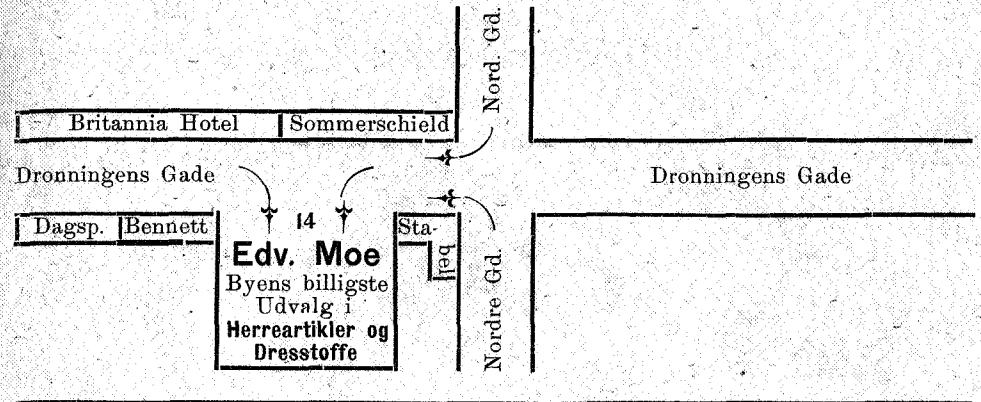 Nord. Gd.
Britannia Hotel
Sommerschield
Dronningens Gade
Dronningens Gade
Dagsp.
Bennett
14
Sta-
bell
Edv. Moe
Byens billigste
Udvalg i
Herreartikler og
Dresstoffe
Nordre Gd.